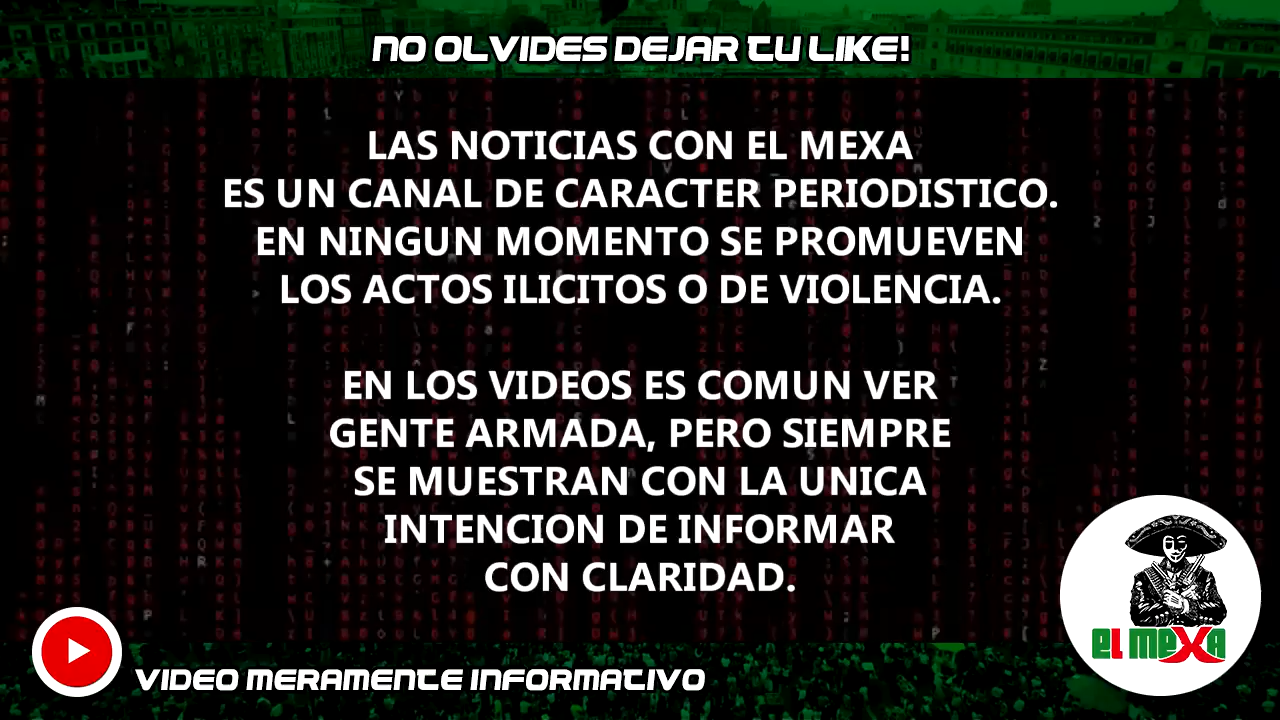 NO OLVIDES DEJAR TU LIKE!
LAS NOTICIAS CON EL MEXA
ES UN CANAL DE CARACTER PERIODISTICO.
EN NINGUN MOMENTO SE PROMUEVEN
LOS ACTOS ILICITOS O DE VIOLENCIA.
EN LOS VIDEOS ES COMUN VER
GENTE ARMADA, PERO SIEMPRE
SE MUESTRAN CON LA UNICA
INTENCION DE INFORMAR
CON CLARIDAD.
EL MEXA
VIDEO MERAMENTE INFORMATIVO